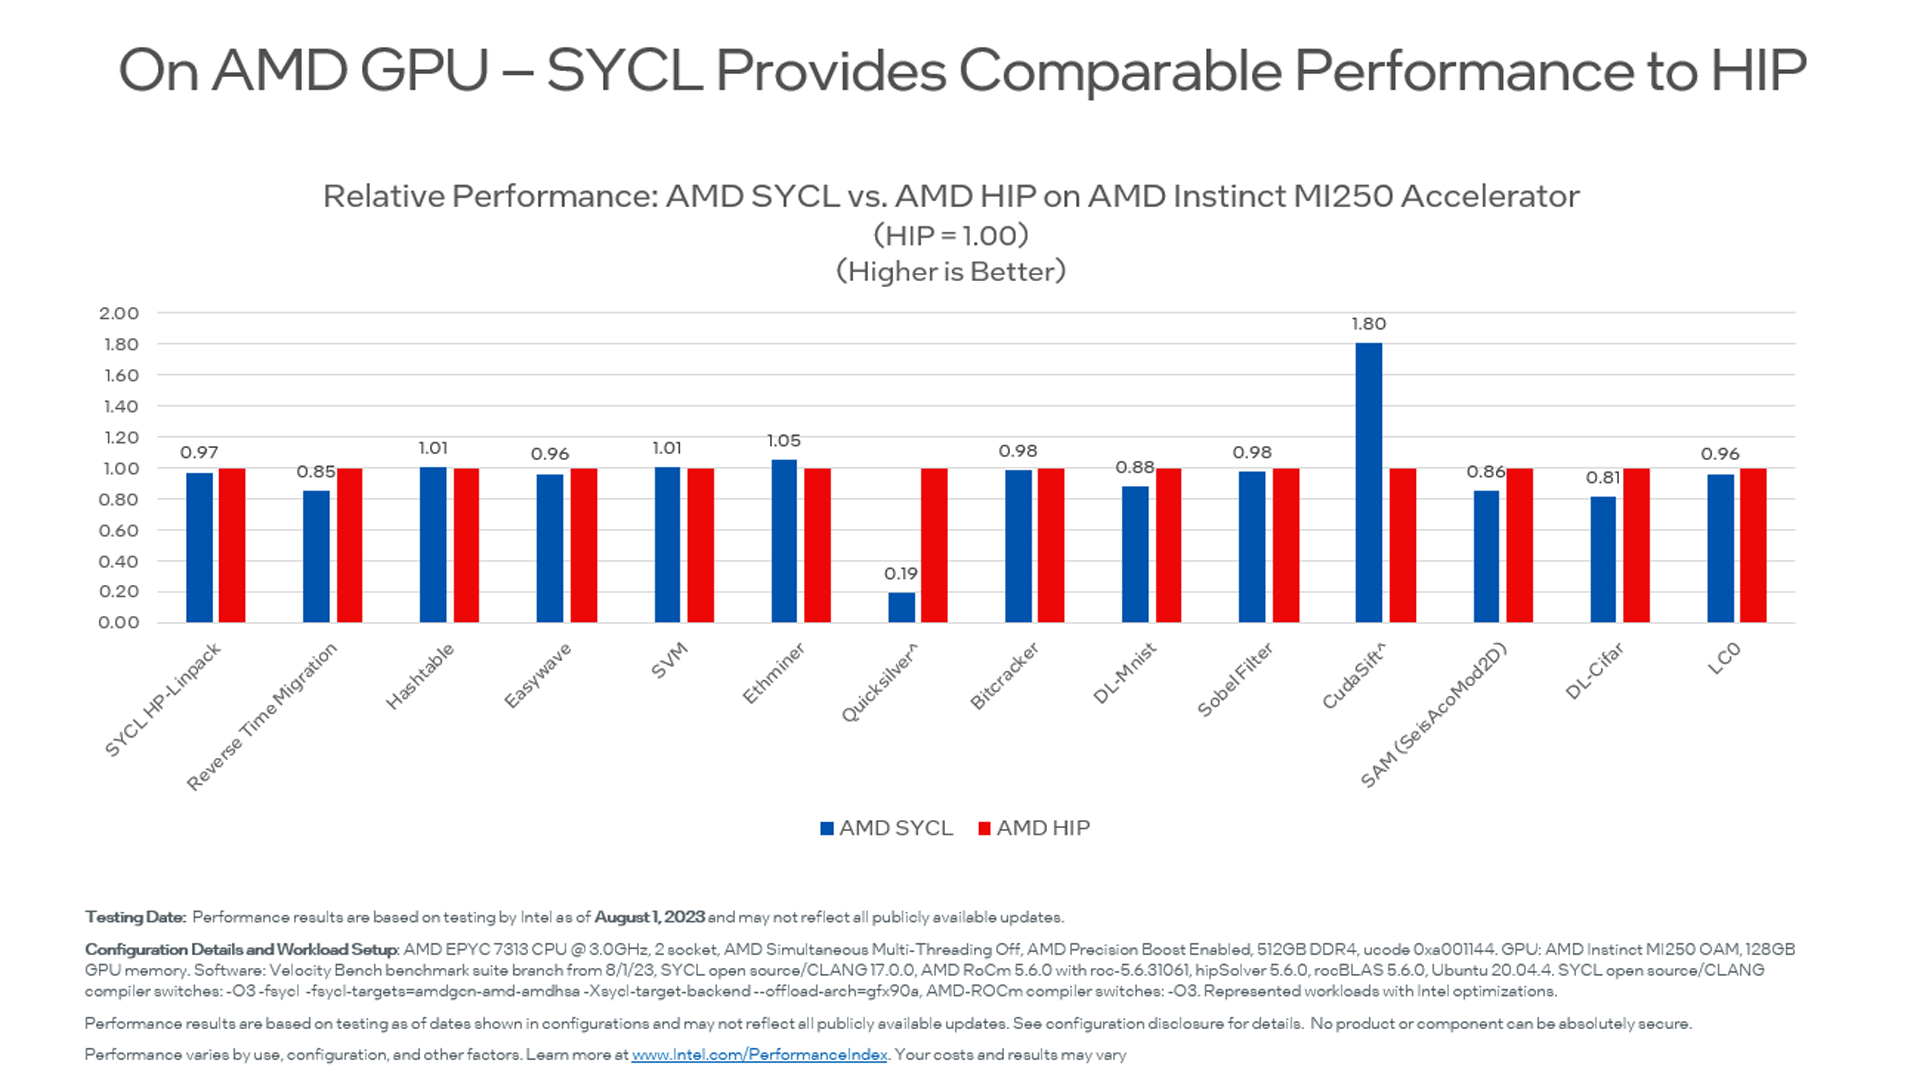 On AMD GPU – SYCL Provides Comparable Performance to HIP
Relative Performance: AMD SYCL vs. AMD HIP on AMD Instinct MI250 Accelerator
(HIP = 1.00)
(Higher is Better)
2.00
1.80
1.60
1.40
1.20
1.00
0.80
0.60
0.40
0.20
0.00
0.97
0.85
1.01
0.96
1.01
1.05
0.19
0.98
0.88
0.98
1.80
0.86
0.81
0.96
SYCL HP-Linpack
Reverse Time Migration
Hashtable
Easywave
SVM
Ethminer
Quicksilver^
Bitcracker
DL-Mnist
Sobel Filter
CudaSift^
SAM (SeisAcoMod2D)
DL-Cifar
LC0
AMD SYCL
AMD HIP
Testing Date: Performance results are based on testing by Intel as of August 1, 2023 and may not reflect all publicly available updates.
Configuration Details and Workload Setup: AMD EPYC 7313 CPU @ 3.0GHz, 2 socket, AMD Simultaneous Multi-Threading Off, AMD Precision Boost Enabled, 512GB DDR4, ucode 0xa001144. GPU: AMD Instinct MI250 OAM, 128GB
GPU memory. Software: Velocity Bench benchmark suite branch from 8/1/23, SYCL open source/CLANG 17.0.0, AMD RoCm 5.6.0 with roc-5.6.31061, hipSolver 5.6.0, rocBLAS 5.6.0, Ubuntu 20.04.4. SYCL open source/CLANG
compiler switches: -O3 -fsycl -fsycl-targets=amdgcn-amd-amdhsa -Xsycl-target-backend --offload-arch=gfx90a, AMD-ROCm compiler switches: -O3. Represented workloads with Intel optimizations.
Performance results are based on testing as of dates shown in configurations and may not reflect all publicly available updates. See configuration disclosure for details. No product or component can be absolutely secure.
Performance varies by use, configuration, and other factors. Learn more at www.Intel.com/PerformanceIndex. Your costs and results may vary